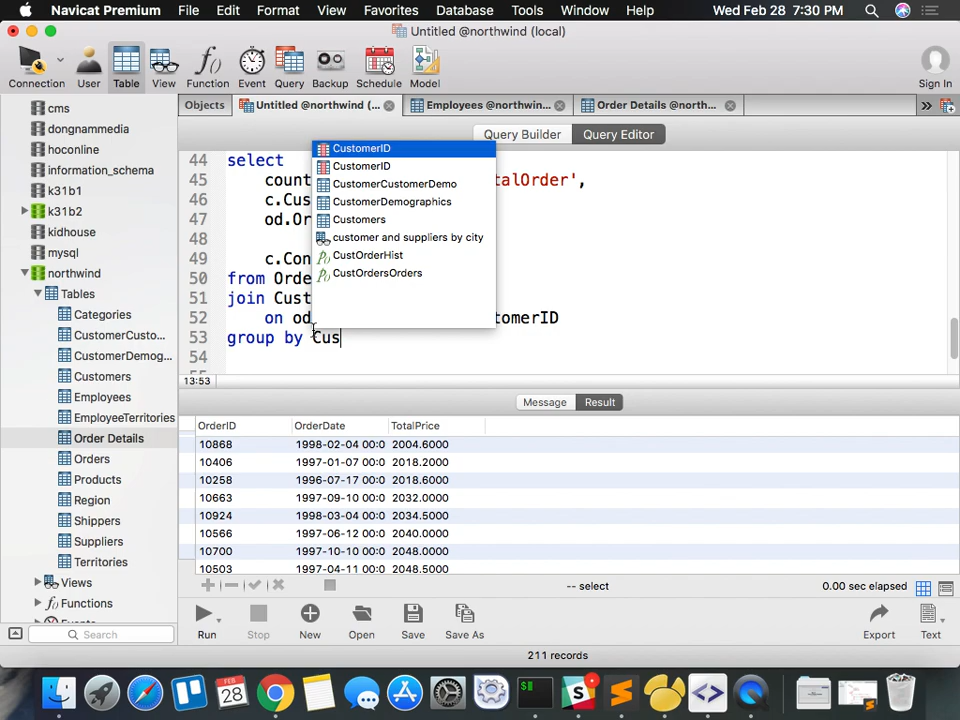 Navicat Premium File Edit Format View Favorites Database Tools Window Help Wed Feb 28 7:30 PM
Untitled @northwind (local)
Connection User Table View Function Event Query Backup Schedule Model Sign In
Objects Untitled @northwind (... Employees @northwin... Order Details @north...
Query Builder Query Editor
cms
dongnammedia
hoconline
information_schema
k31b1
k31b2
kidhouse
mysql
northwind
Tables
Categories
CustomerCusto...
CustomerDemog...
Customers
Employees
EmployeeTerritories
Order Details
Orders
Products
Region
Shippers
Suppliers
Territories
Views
Functions
Search
44 select
45 count talOrder',
46 c.Cus
47 od.Or
48
49 c.Con
50 from Orde
51 join Cust
52 on od tomerID
53 group by Cus
54
CustomerID
CustomerID
CustomerCustomerDemo
CustomerDemographics
Customers
customer and suppliers by city
CustOrderHist
CustOrdersOrders
13:53
Message Result
OrderID OrderDate TotalPrice
10868 1998-02-04 00:0 2004.6000
10406 1997-01-07 00:0 2018.2000
10258 1996-07-17 00:0 2018.6000
10663 1997-09-10 00:0 2032.0000
10924 1998-03-04 00:0 2034.5000
10566 1997-06-12 00:0 2040.0000
10700 1997-10-10 00:0 2048.0000
10503 1997-04-11 00:0 2048.5000
-- select 0.00 sec elapsed
Run Stop New Open Save Save As Export Text
211 records
FEB
28